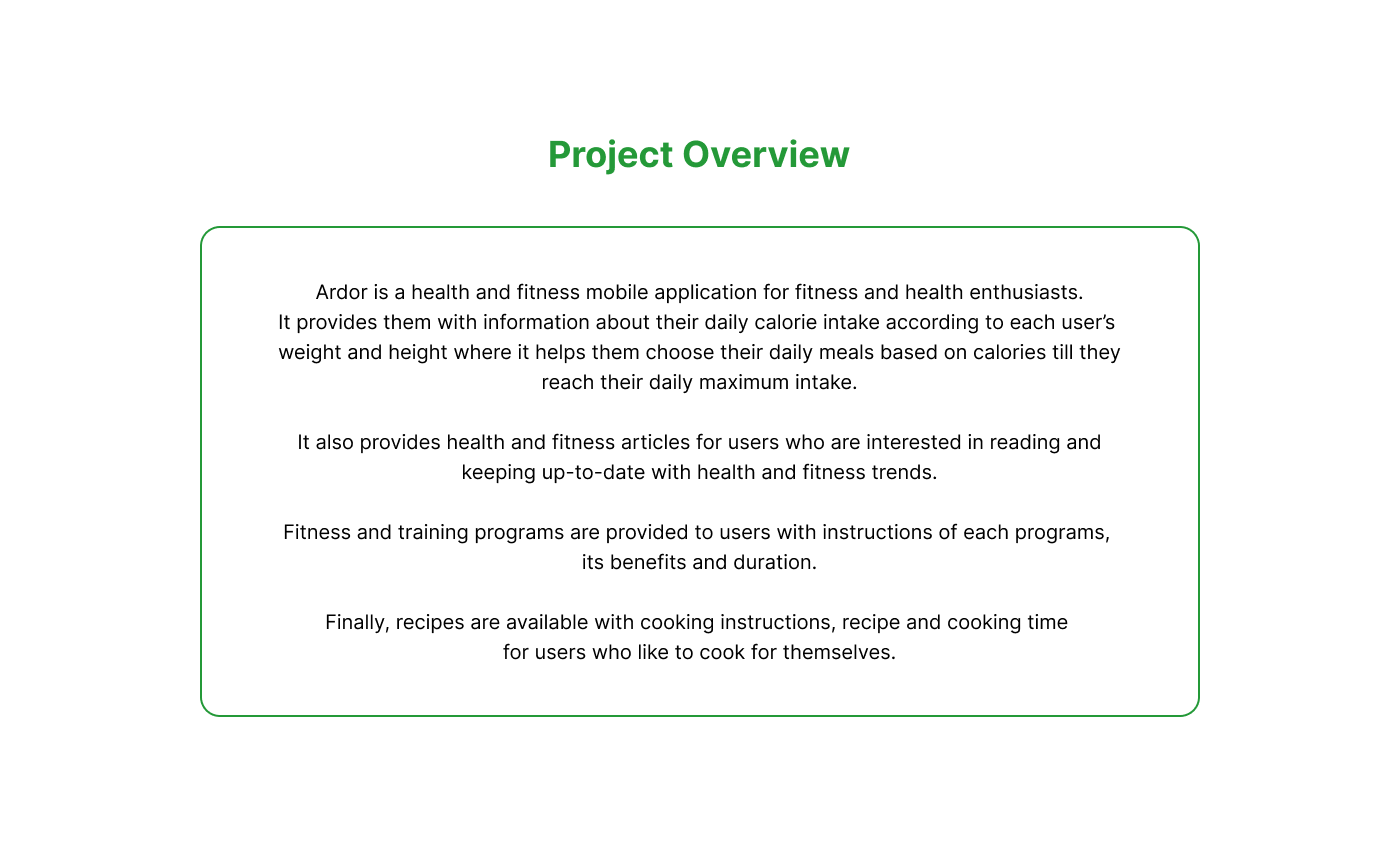 Project Overview
Ardor is a health and fitness mobile application for fitness and health enthusiasts.
It provides them with information about their daily calorie intake according to each user’s
weight and height where it helps them choose their daily meals based on calories till they
reach their daily maximum intake.
It also provides health and fitness articles for users who are interested in reading and
keeping up-to-date with health and fitness trends.
Fitness and training programs are provided to users with instructions of each programs,
its benefits and duration.
Finally, recipes are available with cooking instructions, recipe and cooking time
for users who like to cook for themselves.